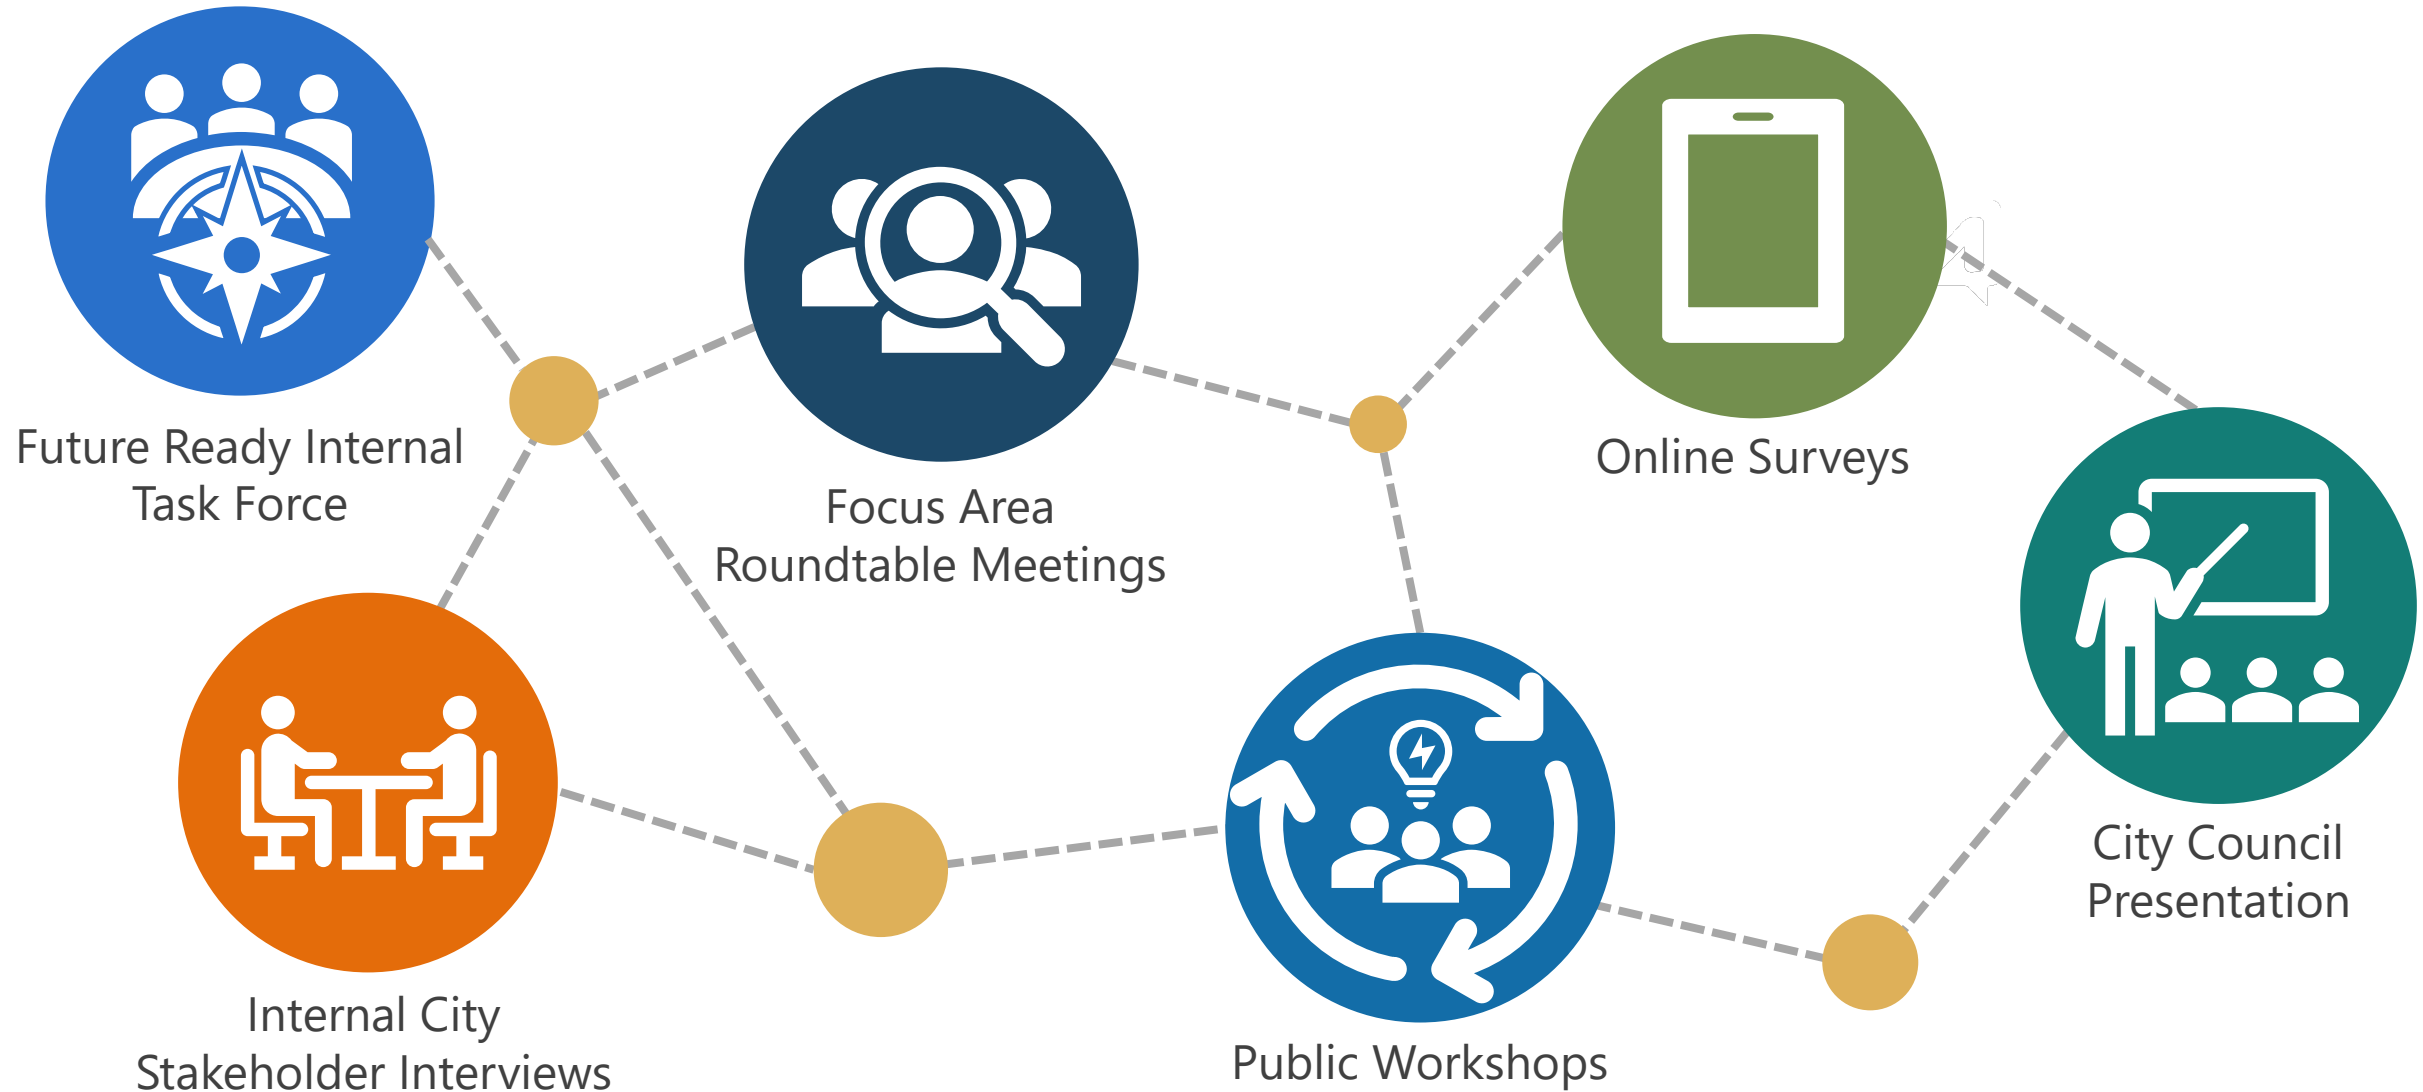 Future Ready Internal
Task Force
Focus Area
Roundtable Meetings
Online Surveys
City Council
Presentation
Internal City
Stakeholder Interviews
Public Workshops